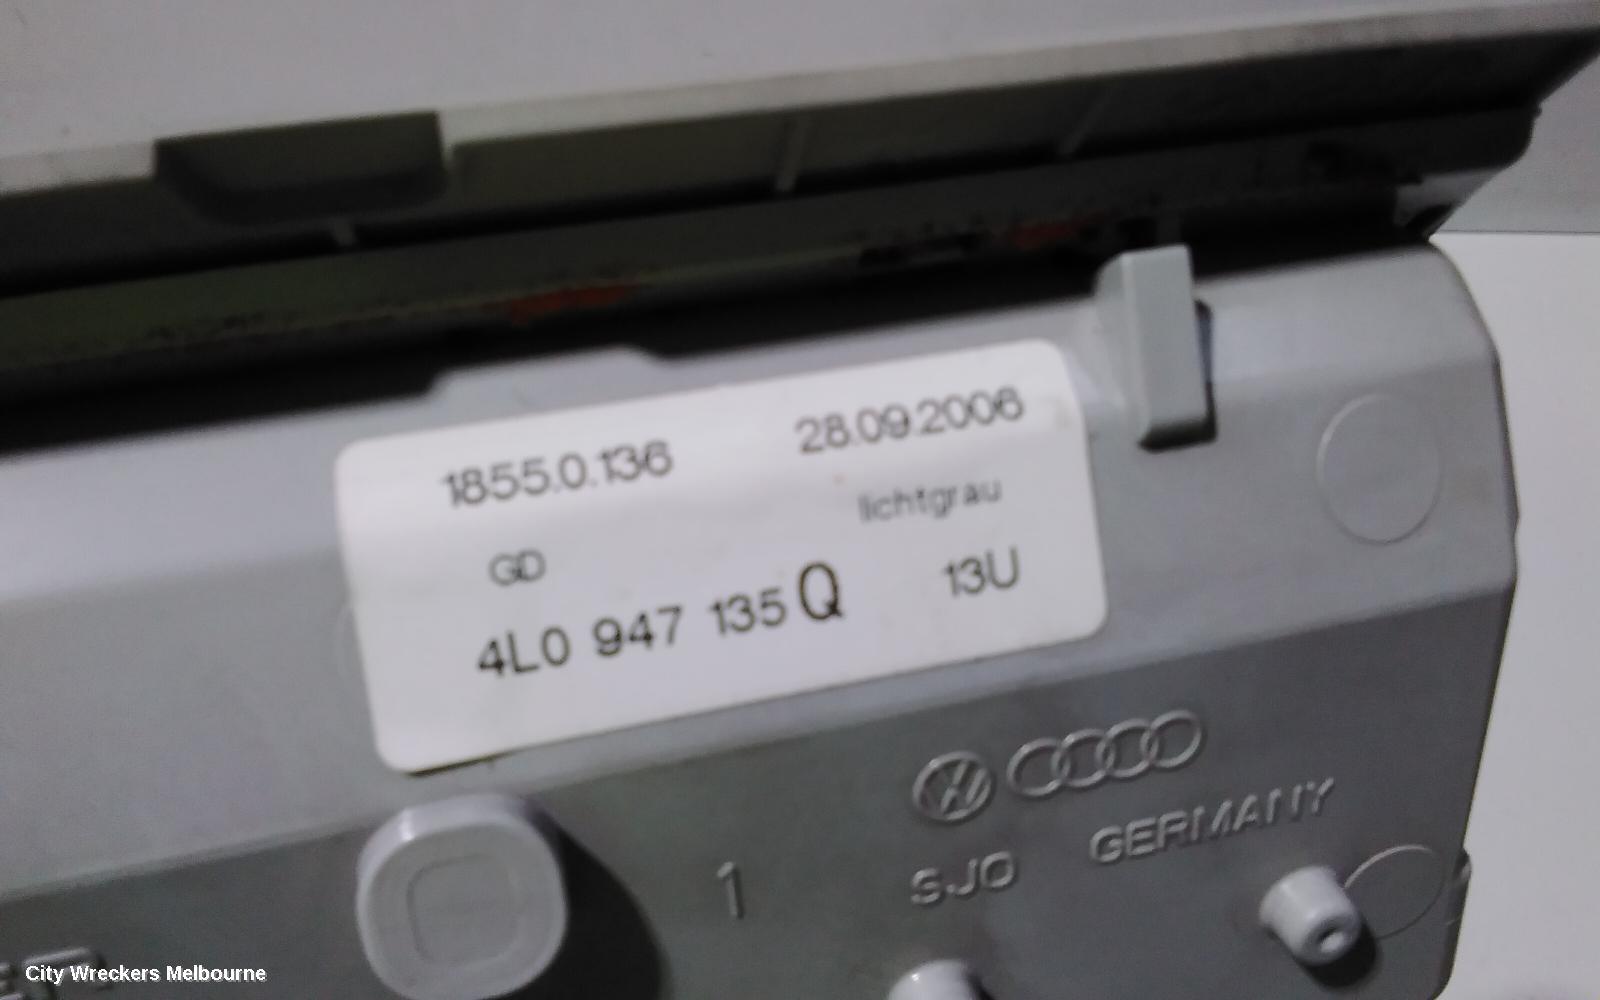 1855.0.136 28.09.2006
lichtgrau
GD
4L0 947 135 Q 13U
1 SJO GERMANY
City Wreckers Melbourne